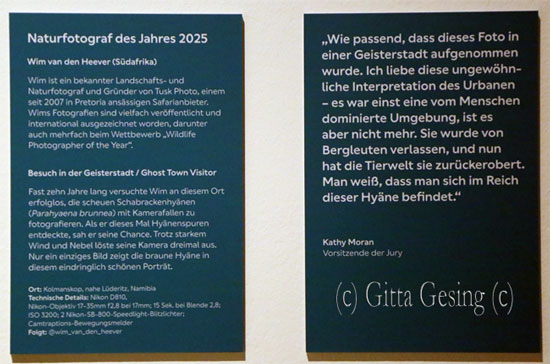 Naturfotograf des Jahres 2025
Wim van den Heever (Südafrika)
Wim ist ein bekannter Landschafts- und
Naturfotograf und Gründer von Tusk Photo, einem
seit 2007 in Pretoria ansässigen Safarianbieter.
Wims Fotografien sind vielfach veröffentlicht und
international ausgezeichnet worden, darunter
auch mehrfach beim Wettbewerb „Wildlife
Photographer of the Year“.
Besuch in der Geisterstadt / Ghost Town Visitor
Fast zehn Jahre lang versuchte Wim an diesem Ort
erfolglos, die scheuen Schabrackenhyänen
(Parahyaena brunnea) mit Kamerafallen zu
fotografieren. Als er dieses Mal Hyänenspuren
entdeckte, sah er seine Chance. Trotz starkem
Wind und Nebel löste seine Kamera dreimal aus.
Nur ein einziges Bild zeigt die braune Hyäne in
diesem eindringlich schönen Porträt.
Ort: Kolmanskop, nahe Lüderitz, Namibia
Technische Details: Nikon D810,
Nikon-Objektiv 17-35mm f2.8 bei 17mm; 15 Sek. bei Blende 2,8;
ISO 3200; 2 Nikon-SB-800-Speedlight-Blitzlichter;
Camtraptions-Bewegungsmelder
Folgt: @wim_van_den_heever
„Wie passend, dass dieses Foto in
einer Geisterstadt aufgenommen
wurde. Ich liebe diese ungewöhn-
liche Interpretation des Urbanen
– es war einst eine vom Menschen
dominierte Umgebung, ist es
aber nicht mehr. Sie wurde von
Bergleuten verlassen, und nun
hat die Tierwelt sie zurückerobert.
Man weiß, dass man sich im Reich
dieser Hyäne befindet.“
Kathy Moran
Vorsitzende der Jury
(c) Gitta Gesing (c)